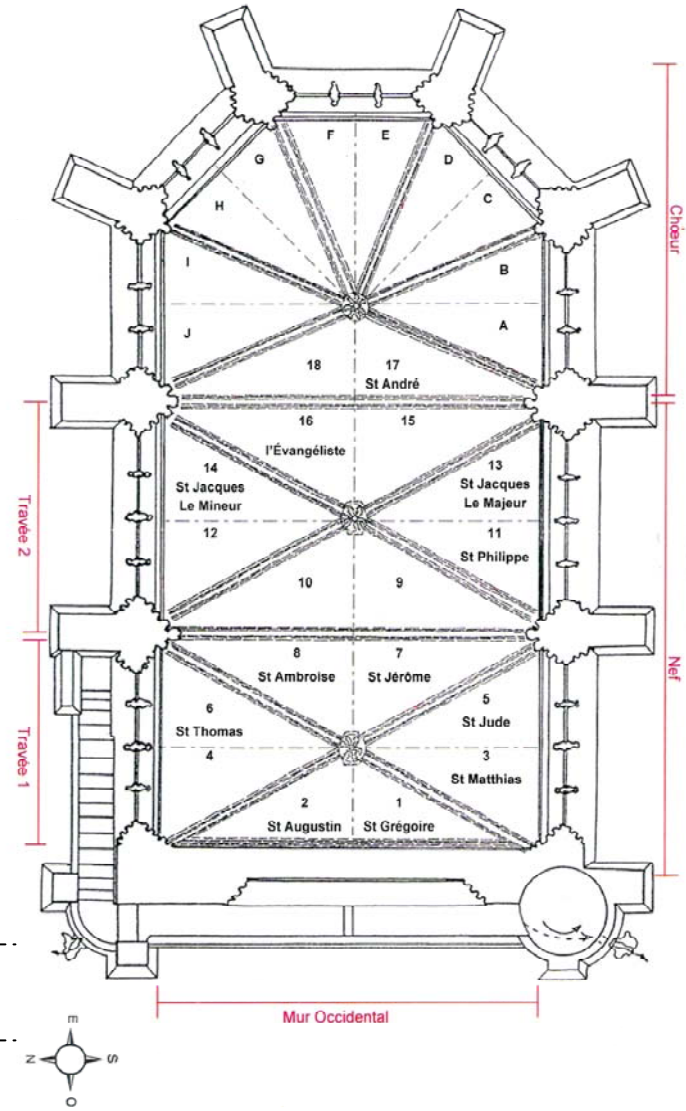 F E
G D
H C
I B
J A
18 17
St André
16 15
l'Évangéliste
14
St Jacques
Le Mineur
13
St Jacques
Le Majeur
12 11
St Philippe
10 9
8 7
St Ambroise St Jérôme
6
St Thomas
5
St Jude
4 3
St Matthias
2 1
St Augustin St Grégoire
Chœur
Nef
Travée 2
Travée 1
Mur Occidental
E
N S
O